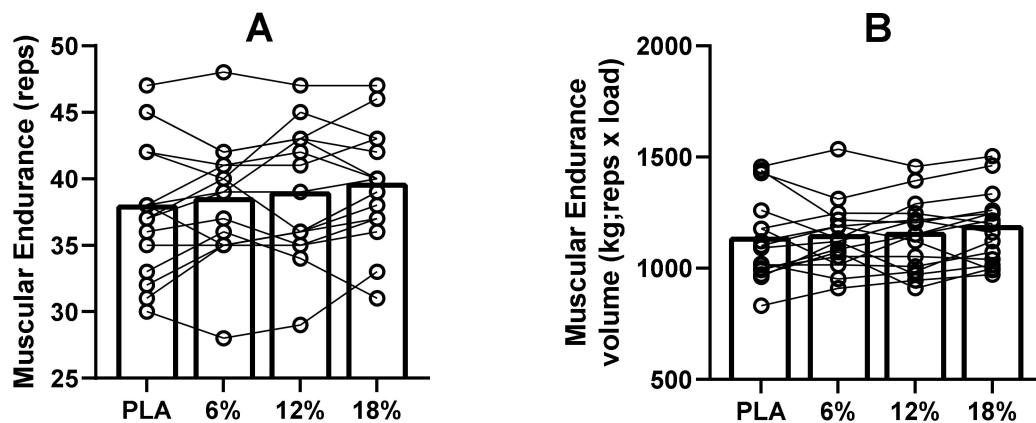 A
Muscular Endurance (reps)
50
45
40
35
30
25
PLA 6% 12% 18%
B
Muscular Endurance
volume (kg;reps x load)
2000
1500
1000
500
PLA 6% 12% 18%